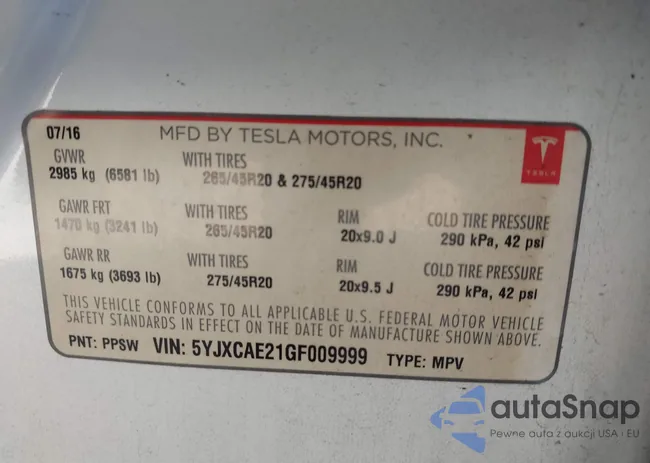 07/16 MFD BY TESLA MOTORS, INC.
TESLA
GVWR WITH TIRES
2985 kg (6581 lb) 265/45R20 & 275/45R20
GAWR FRT WITH TIRES RIM COLD TIRE PRESSURE
1470 kg (3241 lb) 265/45R20 20x9.0 J 290 kPa, 42 psi
GAWR RR WITH TIRES RIM COLD TIRE PRESSURE
1675 kg (3693 lb) 275/45R20 20x9.5 J 290 kPa, 42 psi
THIS VEHICLE CONFORMS TO ALL APPLICABLE U.S. FEDERAL MOTOR VEHICLE
SAFETY STANDARDS IN EFFECT ON THE DATE OF MANUFACTURE SHOWN ABOVE.
PNT: PPSW VIN: 5YJXCAE21GF009999 TYPE: MPV
autaSnap
Pewne auta z aukcji USA i EU